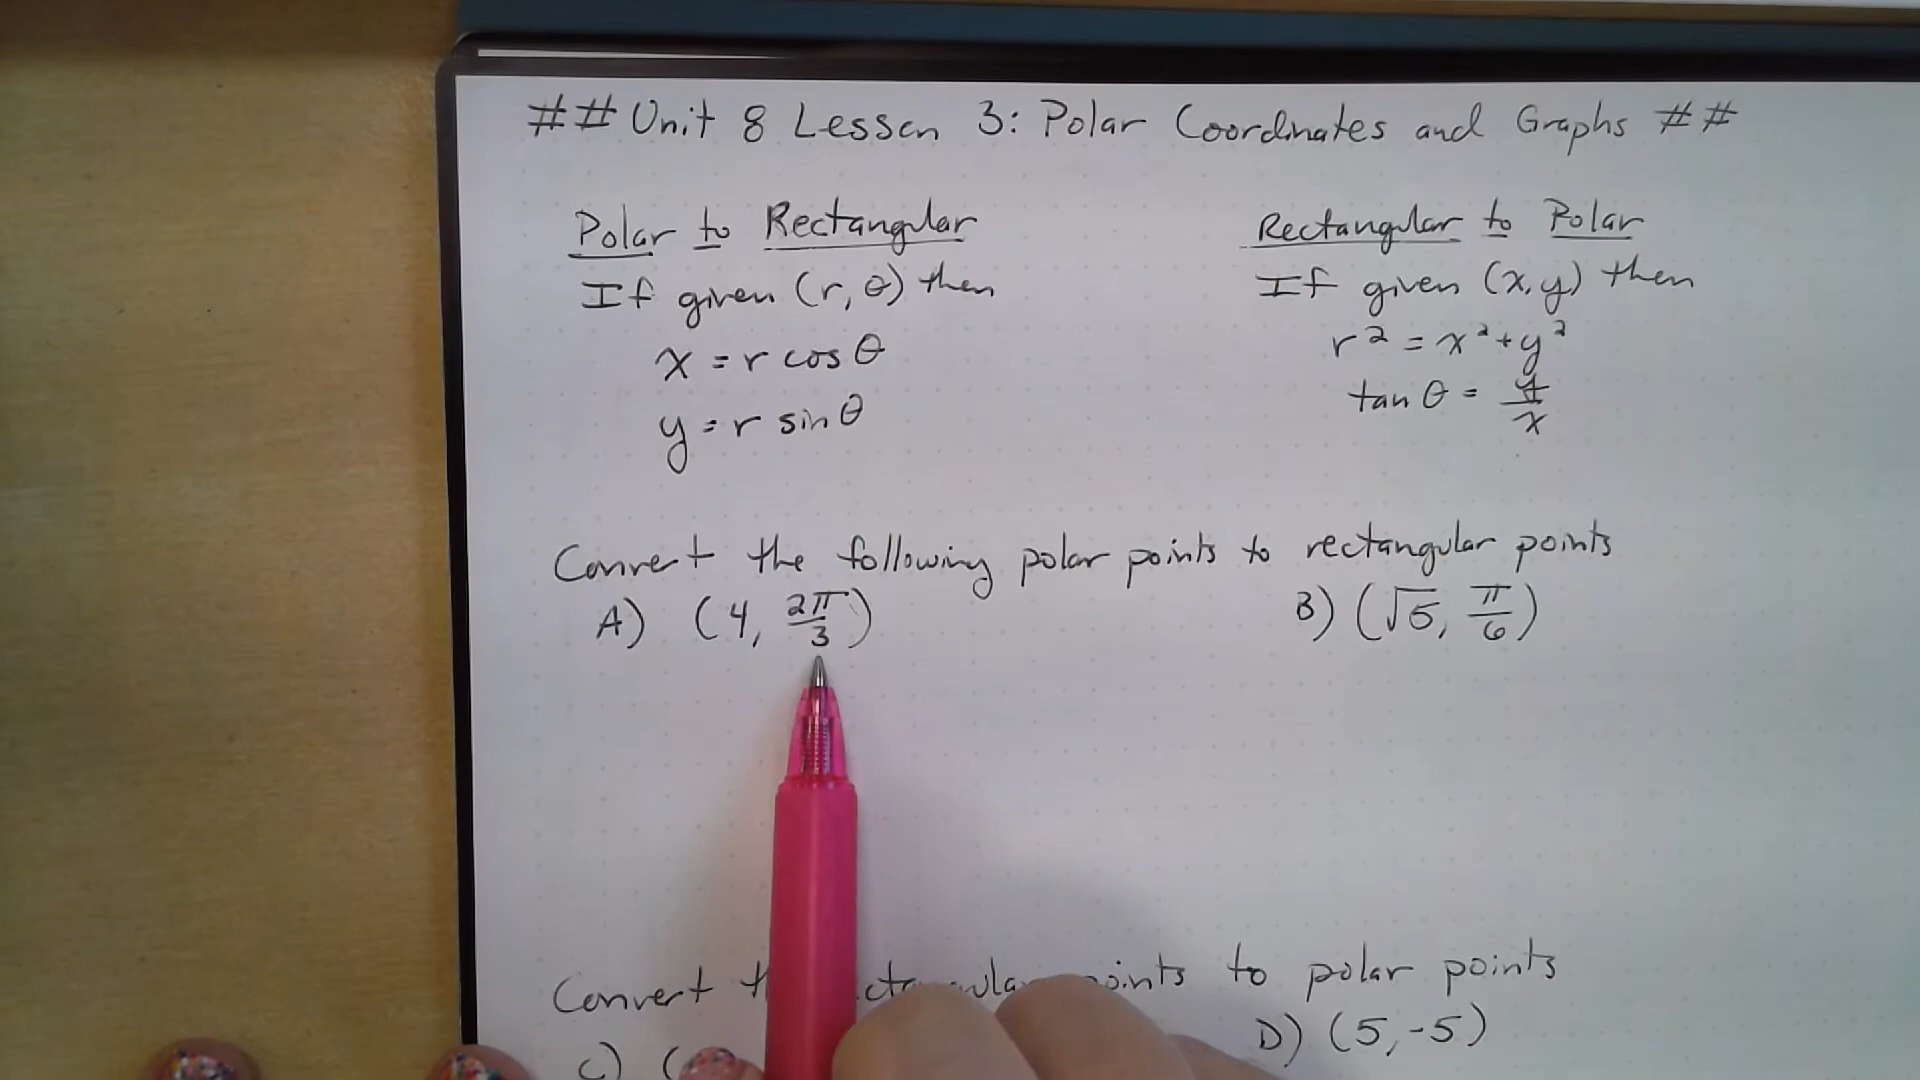 ## Unit 8 Lesson 3: Polar Coordinates and Graphs ##
Polar to Rectangular
If given (r, θ) then
x = r cos θ
y = r sin θ
Rectangular to Polar
If given (x, y) then
r² = x² + y²
tan θ = y/x
Convert the following polar points to rectangular points
A) (4, 2π/3)
B) (√5, π/6)
Convert points to polar points
C) (
D) (5, -5)